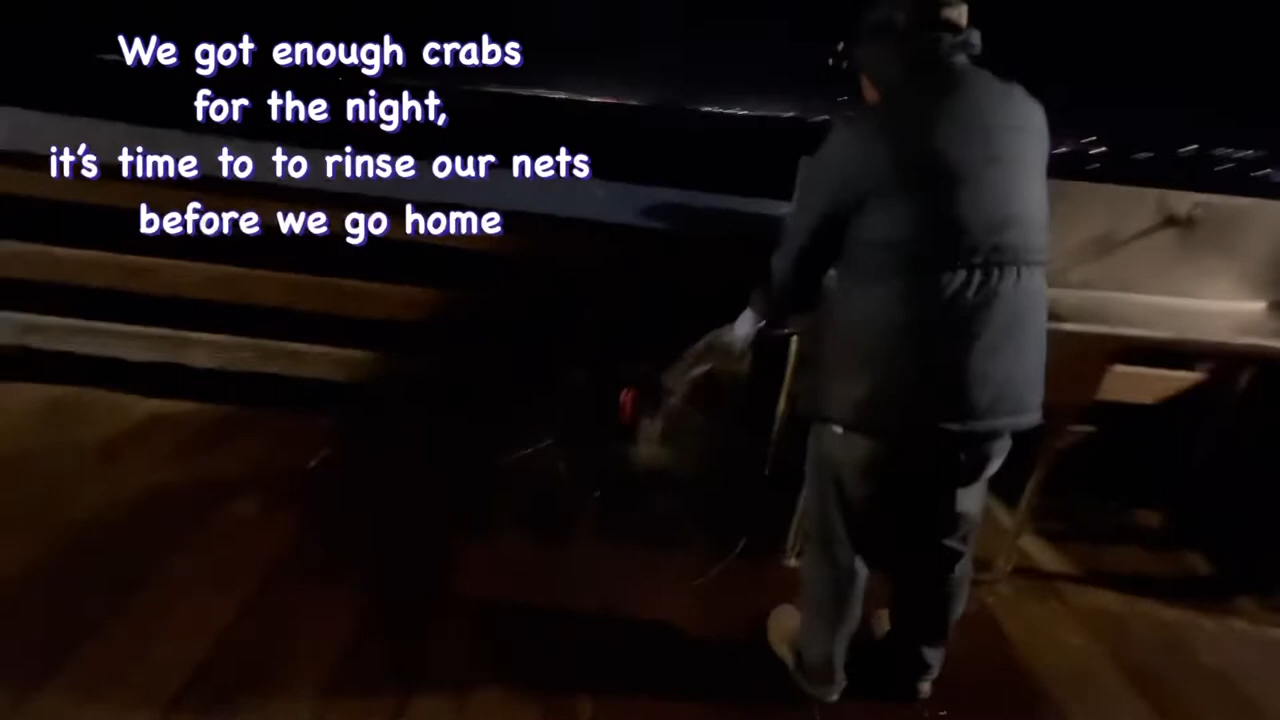 We got enough crabs
for the night,
it's time to to rinse our nets
before we go home